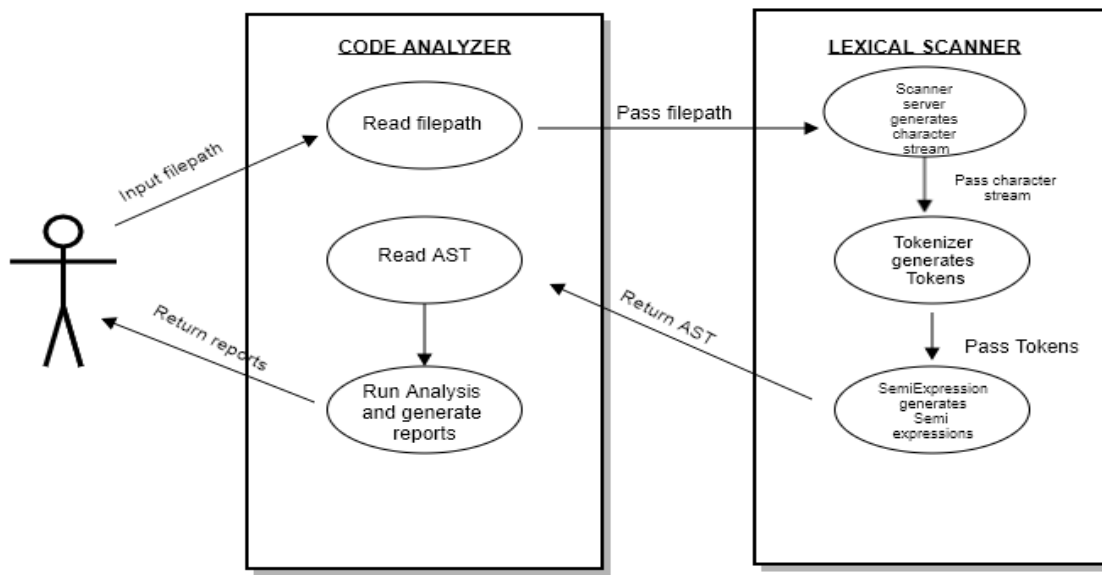 CODE ANALYZER
LEXICAL SCANNER
Read filepath
Pass filepath
Scanner
server
generates
character
stream
Input filepath
Pass character
stream
Read AST
Tokenizer
generates
Tokens
Return AST
Return reports
Pass Tokens
Run Analysis
and generate
reports
SemiExpression
generates
Semi
expressions